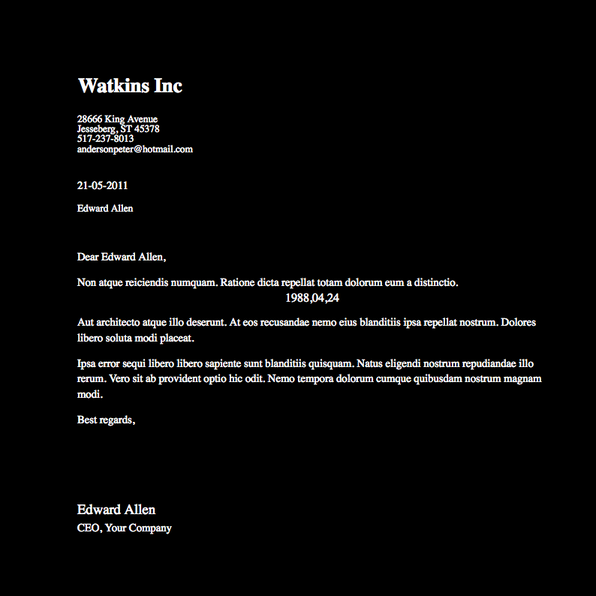 Watkins Inc
28666 King Avenue
Jesseberg, ST 45378
517-237-8013
andersonpeter@hotmail.com
21-05-2011
Edward Allen
Dear Edward Allen,
Non atque reiciendis numquam. Ratione dicta repellat totam dolorum eum a distinctio.
1988,04,24
Aut architecto atque illo deserunt. At eos recusandae nemo eius blanditiis ipsa repellat nostrum. Dolores
libero soluta modi placeat.
Ipsa error sequi libero libero sapiente sunt blanditiis quisquam. Natus eligendi nostrum repudiandae illo
rerum. Vero sit ab provident optio hic odit. Nemo tempora dolorum cumque quibusdam nostrum magnam
modi.
Best regards,
Edward Allen
CEO, Your Company